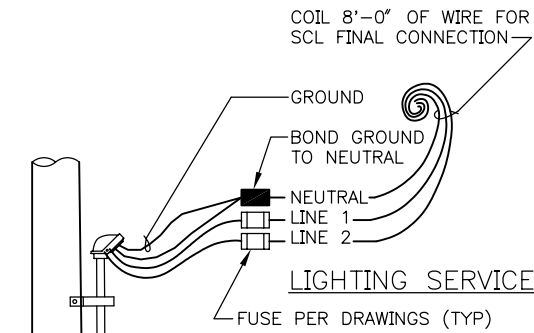 COIL 8'-0" OF WIRE FOR
SCL FINAL CONNECTION
GROUND
BOND GROUND
TO NEUTRAL
NEUTRAL
LINE 1
LINE 2
LIGHTING SERVICE
FUSE PER DRAWINGS (TYP)